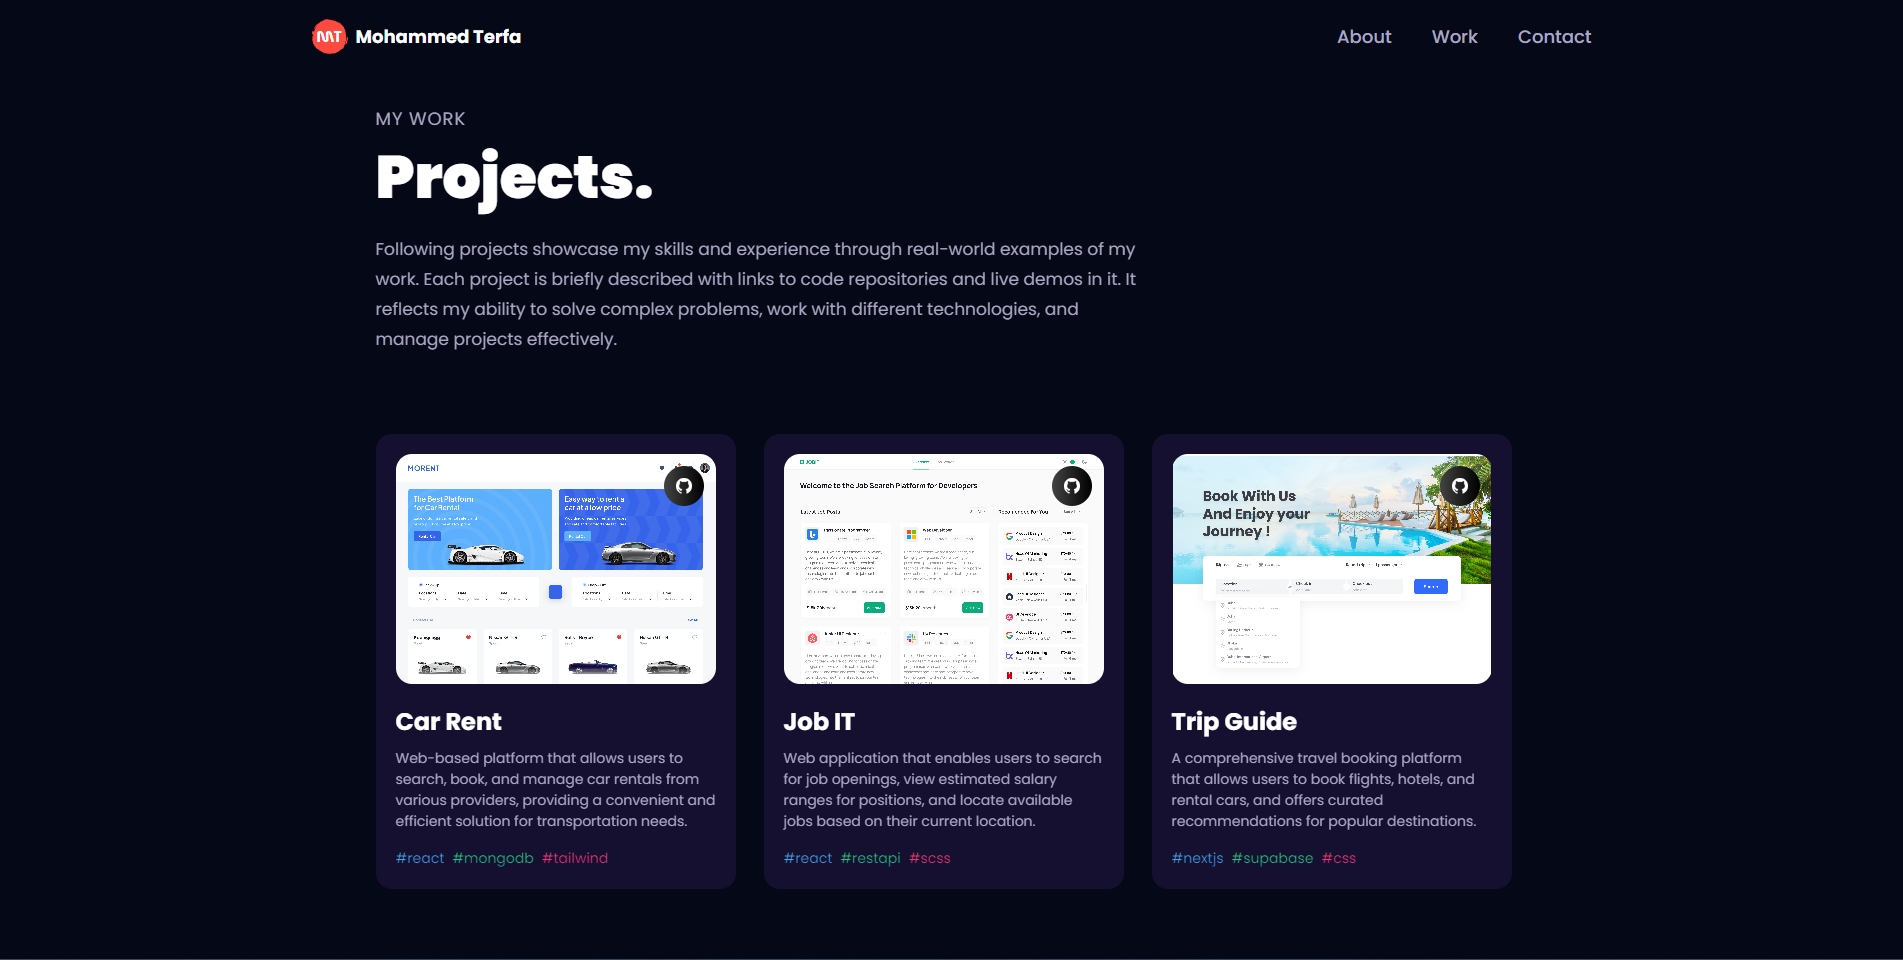 MT Mohammed Terfa
About Work Contact
MY WORK
Projects.
Following projects showcase my skills and experience through real-world examples of my
work. Each project is briefly described with links to code repositories and live demos in it. It
reflects my ability to solve complex problems, work with different technologies, and
manage projects effectively.
MORENT
The Best Platform
for Car Rental
Easy way to rent a
car at a low price
Car Rent
Web-based platform that allows users to
search, book, and manage car rentals from
various providers, providing a convenient and
efficient solution for transportation needs.
#react #mongodb #tailwind
Welcome to the Job Search Platform for Developers
Latest Job Posts
Recomended For You
Job IT
Web application that enables users to search
for job openings, view estimated salary
ranges for positions, and locate available
jobs based on their current location.
#react #restapi #scss
Book With Us
And Enjoy your
Journey !
Trip Guide
A comprehensive travel booking platform
that allows users to book flights, hotels, and
rental cars, and offers curated
recommendations for popular destinations.
#nextjs #supabase #css